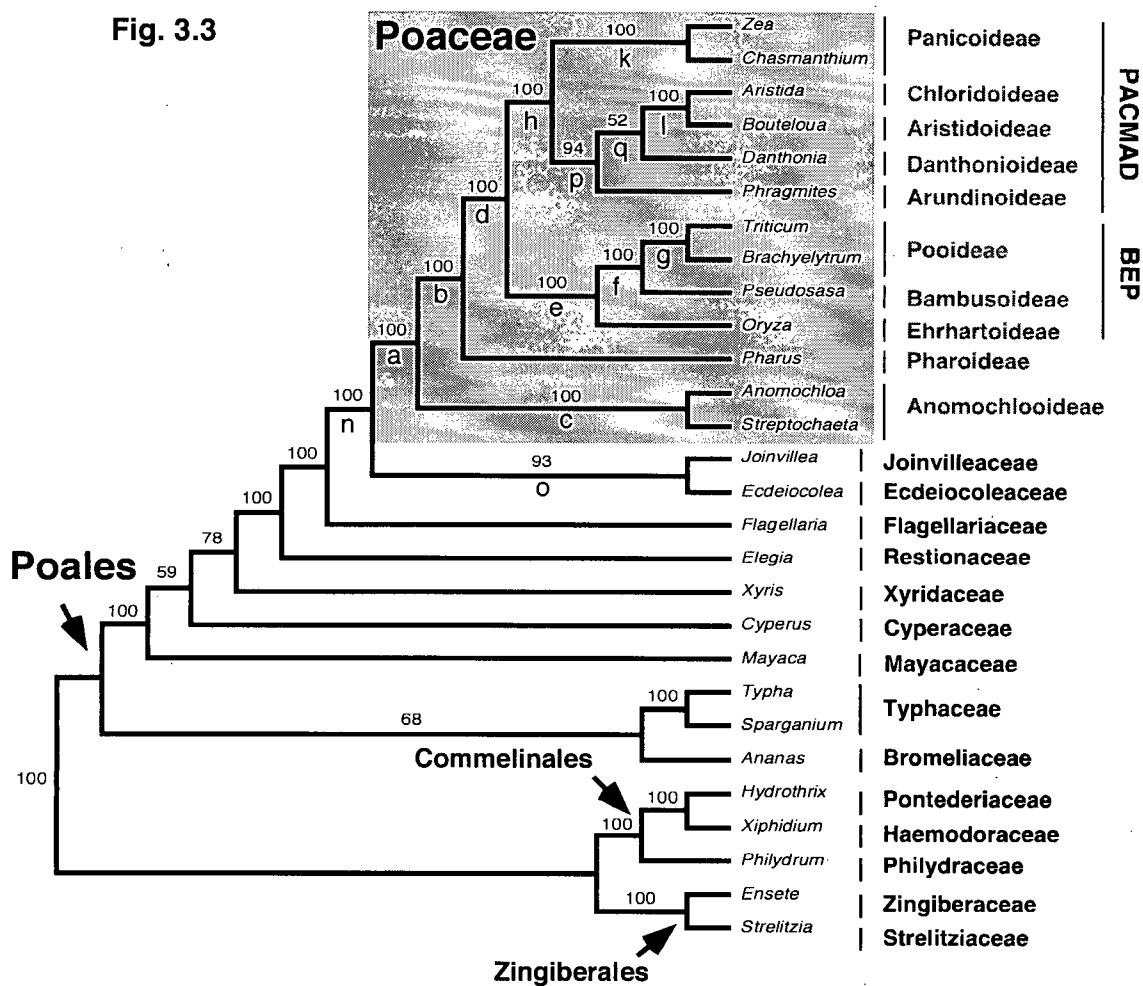 Fig. 3.3
Poaceae
100
k
Zea
Chasmanthium
Panicoideae
100
h
100
l
Aristida
Chloridoideae
52
q
Bouteloua
Aristidoideae
94
p
Danthonia
Danthonioideae
Phragmites
Arundinoideae
PACMAD
100
d
100
g
Triticum
Brachyelytrum
Pooideae
100
f
Pseudosasa
Bambusoideae
100
e
Oryza
Ehrhartoideae
BEP
100
b
Pharus
Pharoideae
100
a
100
c
Anomochloa
Streptochaeta
Anomochlooideae
100
n
93
o
Joinvillea
Joinvilleaceae
Ecdeiocolea
Ecdeiocoleaceae
100
Flagellaria
Flagellariaceae
100
Elegia
Restionaceae
78
Xyris
Xyridaceae
Poales
59
Cyperus
Cyperaceae
100
Mayaca
Mayacaceae
100
Typha
Sparganium
Typhaceae
68
Ananas
Bromeliaceae
Commelinales
100
100
Hydrothrix
Pontederiaceae
100
Xiphidium
Haemodoraceae
Philydrum
Philydraceae
100
Ensete
Zingiberaceae
Strelitzia
Strelitziaceae
Zingiberales